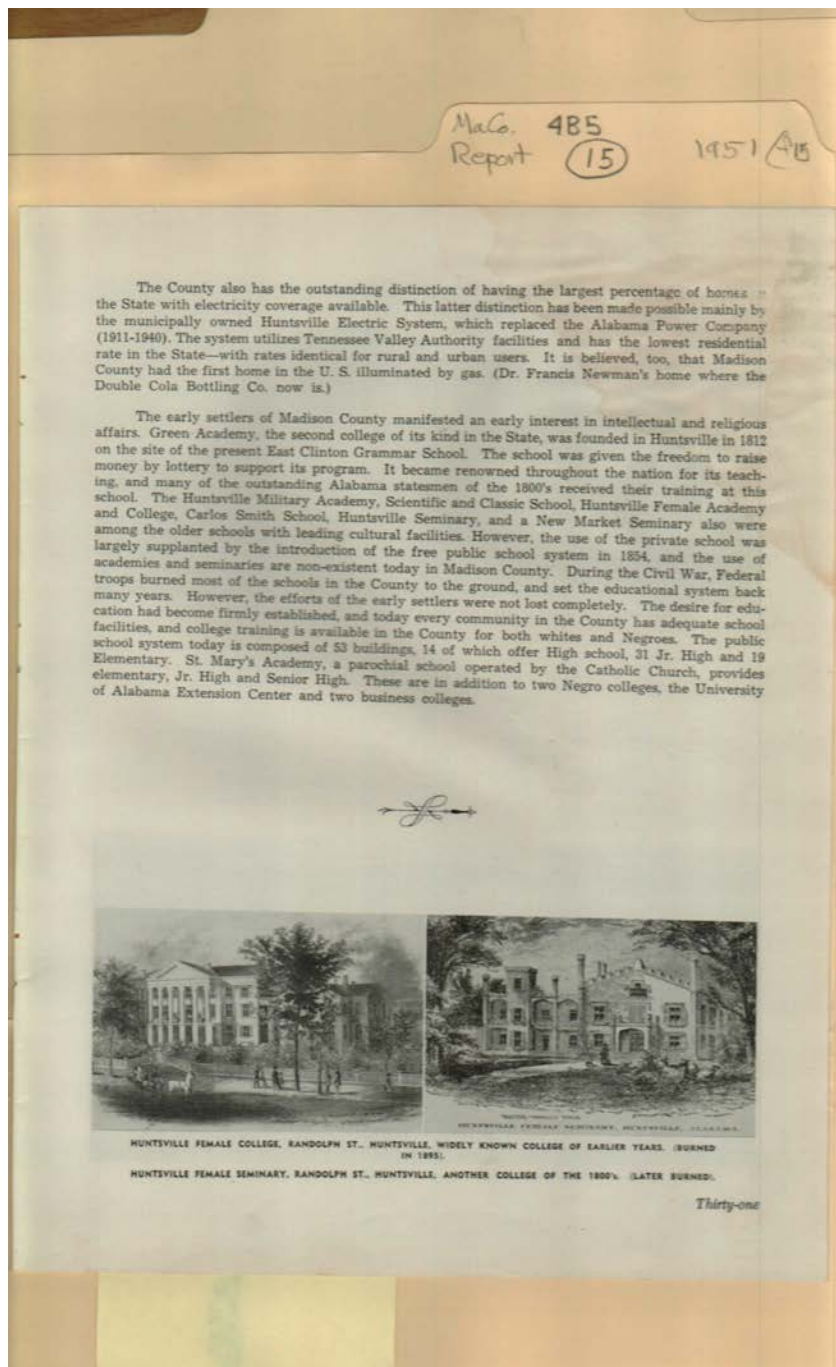 MaCo. 4B5
Report (15) 1951
The County also has the outstanding distinction of having the largest percentage of homes
the State with electricity coverage available. This latter distinction has been made possible mainly by
the municipally owned Huntsville Electric System, which replaced the Alabama Power Company
(1911-1940). The system utilizes Tennessee Valley Authority facilities and has the lowest residential
rate in the State—with rates identical for rural and urban users. It is believed, too, that Madison
County had the first home in the U. S. illuminated by gas. (Dr. Francis Newman's home where the
Double Cola Bottling Co. now is.)
The early settlers of Madison County manifested an early interest in intellectual and religious
affairs. Green Academy, the second college of its kind in the State, was founded in Huntsville in 1812
on the site of the present East Clinton Grammar School. The school was given the freedom to raise
money by lottery to support its program. It became renowned throughout the nation for its teach-
ing, and many of the outstanding Alabama statesmen of the 1800's received their training at this
school. The Huntsville Military Academy, Scientific and Classic School, Huntsville Female Academy
and College, Carlos Smith School, Huntsville Seminary, and a New Market Seminary also were
among the older schools with leading cultural facilities. However, the use of the private school was
largely supplanted by the introduction of the free public school system in 1854, and the use of
academies and seminaries are non-existent today in Madison County. During the Civil War, Federal
troops burned most of the schools in the County to the ground, and set the educational system back
many years. However, the efforts of the early settlers were not lost completely. The desire for edu-
cation had become firmly established, and today every community in the County has adequate school
facilities, and college training is available in the County for both whites and Negroes. The public
school system today is composed of 53 buildings, 14 of which offer High school, 31 Jr. High and 19
Elementary. St. Mary's Academy, a parochial school operated by the Catholic Church, provides
elementary, Jr. High and Senior High. These are in addition to two Negro colleges, the University
of Alabama Extension Center and two business colleges.
HUNTSVILLE FEMALE SEMINARY, HUNTSVILLE, ALABAMA.
HUNTSVILLE FEMALE COLLEGE, RANDOLPH ST., HUNTSVILLE, WIDELY KNOWN COLLEGE OF EARLIER YEARS. (BURNED
IN 1895).
HUNTSVILLE FEMALE SEMINARY, RANDOLPH ST., HUNTSVILLE, ANOTHER COLLEGE OF THE 1800's. (LATER BURNED).
Thirty-one